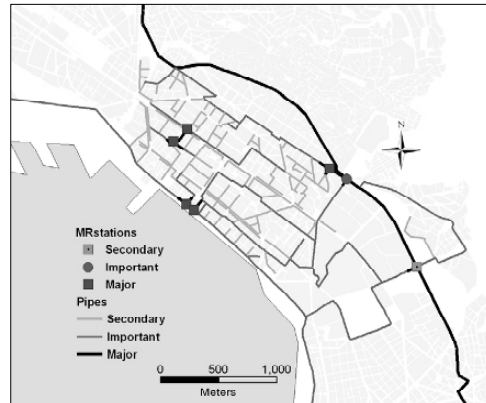 Z
MRstations
Secondary
Important
Major
Pipes
Secondary
Important
Major
0 500 1,000
Meters